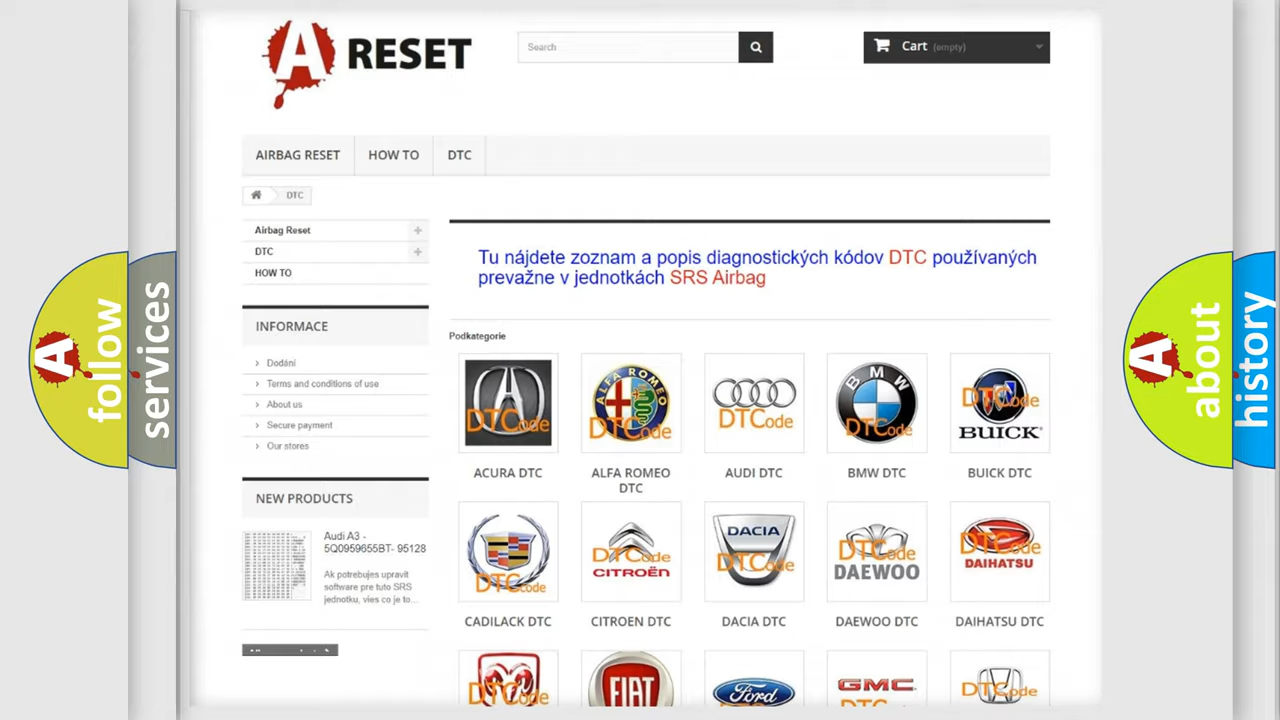 A RESET
Search
Cart (empty)
AIRBAG RESET
HOW TO
DTC
DTC
Airbag Reset
DTC
HOW TO
Tu nájdete zoznam a popis diagnostických kódov DTC používaných
prevažne v jednotkách SRS Airbag
INFORMACE
Dodání
Terms and conditions of use
About us
Secure payment
Our stores
NEW PRODUCTS
Audi A3 -
5Q0959655BT- 95128
Ak potrebujes upravit
software pre tuto SRS
jednotku, vies co je to...
Podkategorie
DTCode
ALFA ROMEO
DTCode
DTCode
BMW
DTCode
DTCode
BUICK
ACURA DTC
ALFA ROMEO
DTC
AUDI DTC
BMW DTC
BUICK DTC
DTCode
DTCode
CITROËN
DACIA
DTCode
DTCode
DAEWOO
DTCode
DAIHATSU
CADILACK DTC
CITROEN DTC
DACIA DTC
DAEWOO DTC
DAIHATSU DTC
DTCode
FIAT
Ford
GMC
DTCode
A follow
services
A about
history